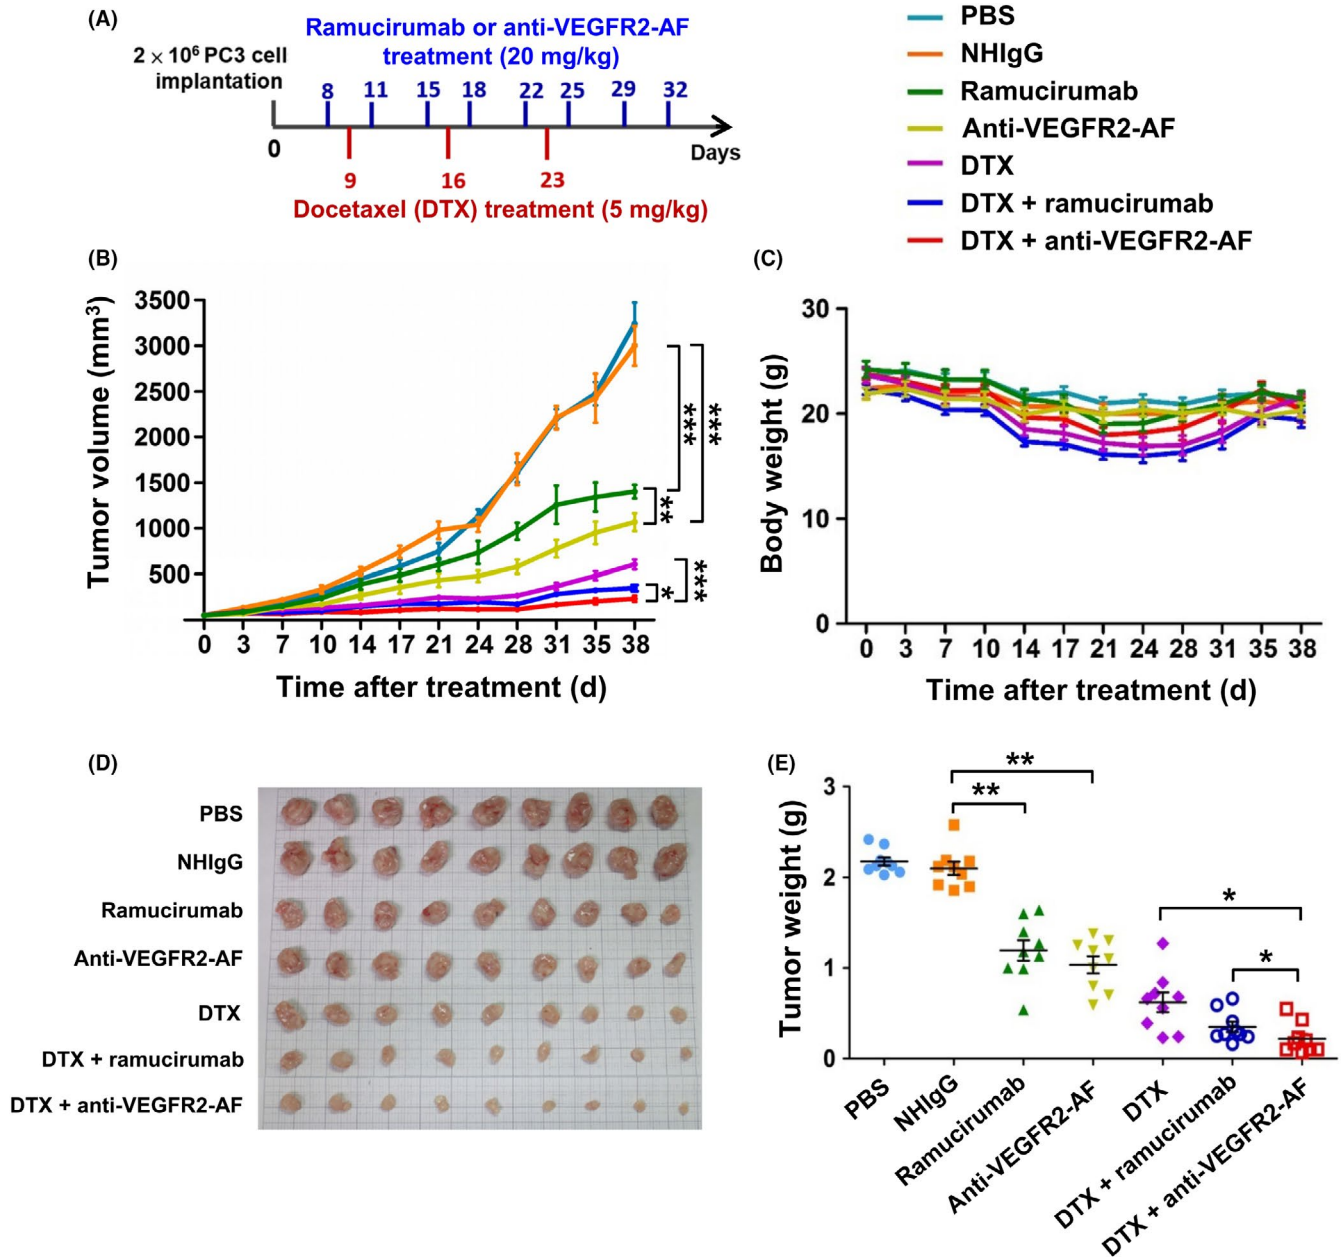 (A)
Ramucirumab or anti-VEGFR2-AF
treatment (20 mg/kg)
2 × 10⁶ PC3 cell
implantation
8 11 15 18 22 25 29 32
0
Days
9 16 23
Docetaxel (DTX) treatment (5 mg/kg)
PBS
NHIgG
Ramucirumab
Anti-VEGFR2-AF
DTX
DTX + ramucirumab
DTX + anti-VEGFR2-AF
(B)
Tumor volume (mm³)
3500
3000
2500
2000
1500
1000
500
***
***
**
***
*
0 3 7 10 14 17 21 24 28 31 35 38
Time after treatment (d)
(C)
Body weight (g)
30
20
10
0
0 3 7 10 14 17 21 24 28 31 35 38
Time after treatment (d)
(D)
PBS
NHIgG
Ramucirumab
Anti-VEGFR2-AF
DTX
DTX + ramucirumab
DTX + anti-VEGFR2-AF
(E)
Tumor weight (g)
3
2
1
0
**
**
*
*
PBS
NHIgG
Ramucirumab
Anti-VEGFR2-AF
DTX
DTX + ramucirumab
DTX + anti-VEGFR2-AF